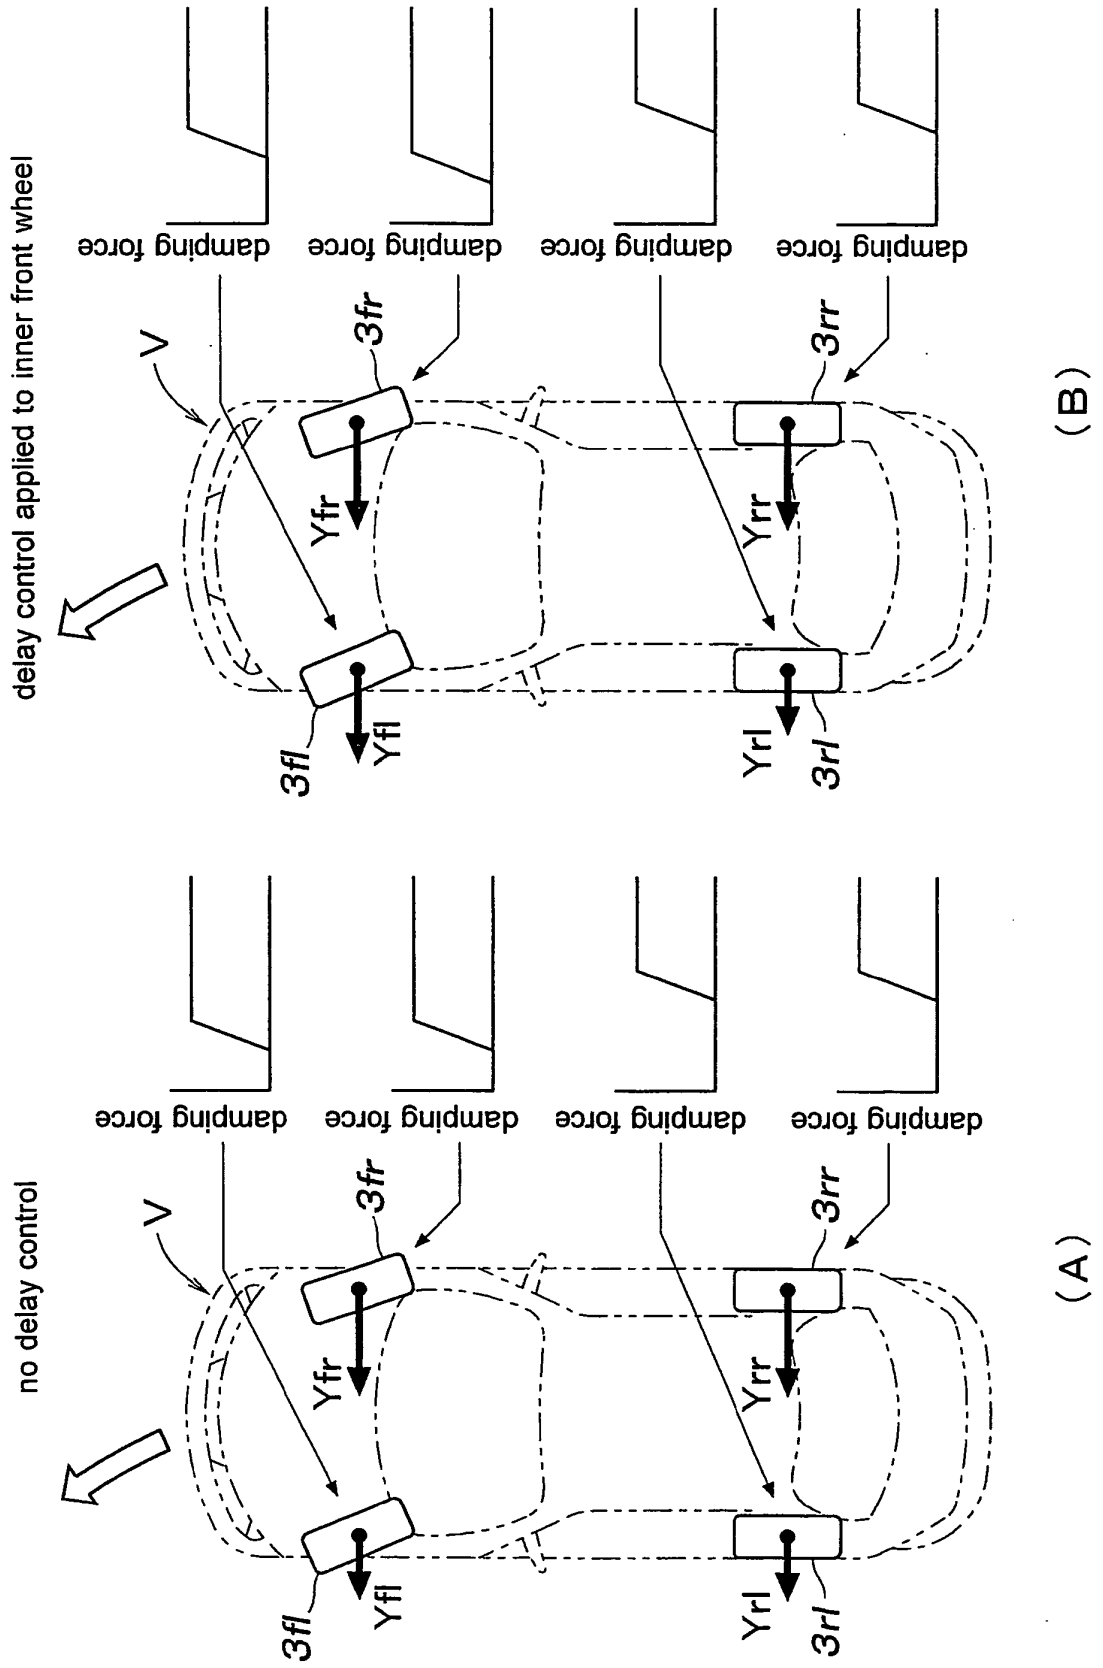 no delay control
V
3fl
3fr
3rl
3rr
Yfl
Yfr
Yrl
Yrr
damping force
damping force
damping force
damping force
(A)
delay control applied to inner front wheel
V
3fl
3fr
3rl
3rr
Yfl
Yfr
Yrl
Yrr
damping force
damping force
damping force
damping force
(B)